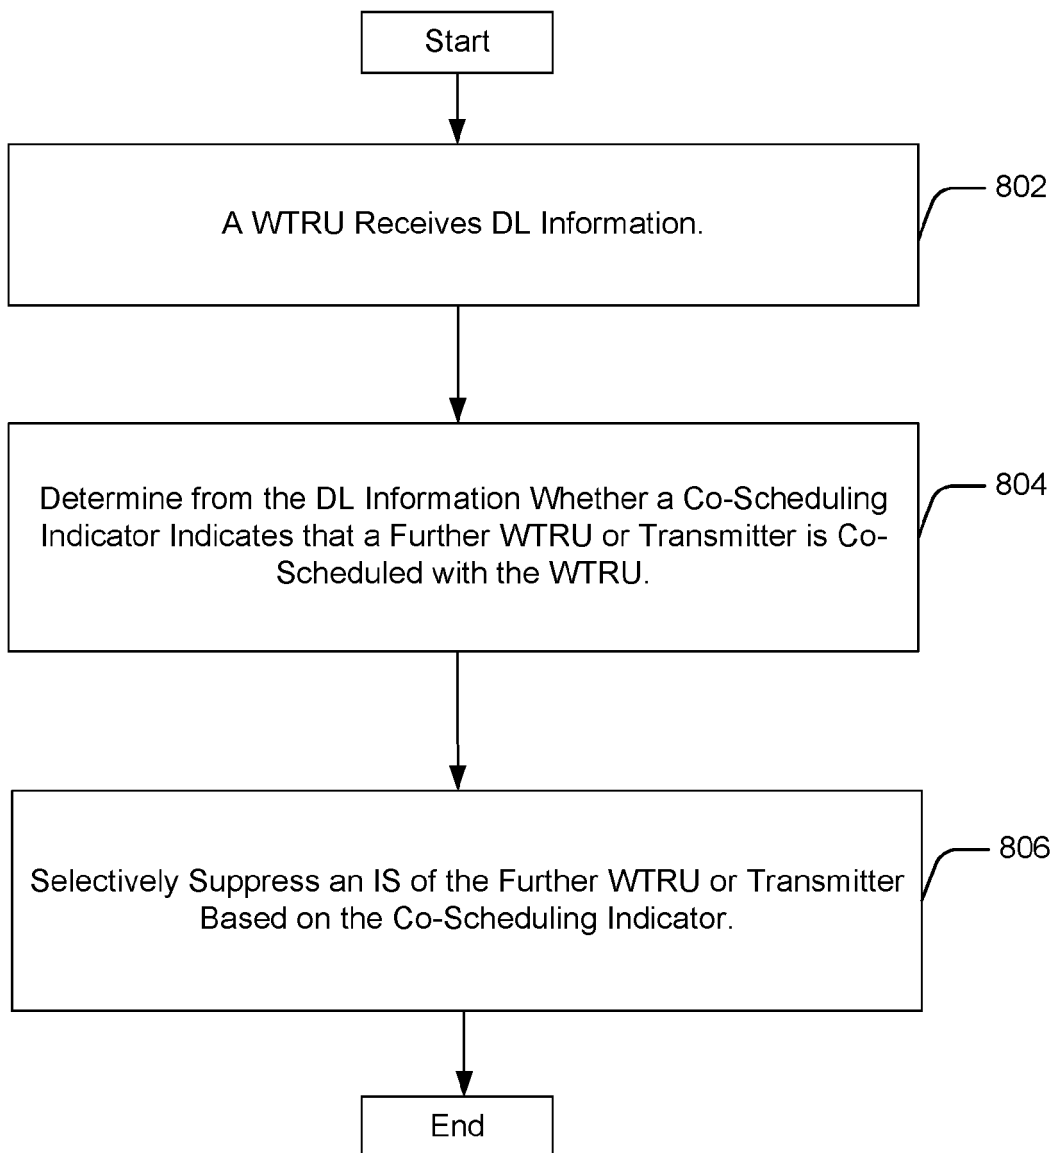 Start
A WTRU Receives DL Information.
802
Determine from the DL Information Whether a Co-Scheduling
Indicator Indicates that a Further WTRU or Transmitter is Co-
Scheduled with the WTRU.
804
Selectively Suppress an IS of the Further WTRU or Transmitter
Based on the Co-Scheduling Indicator.
806
End